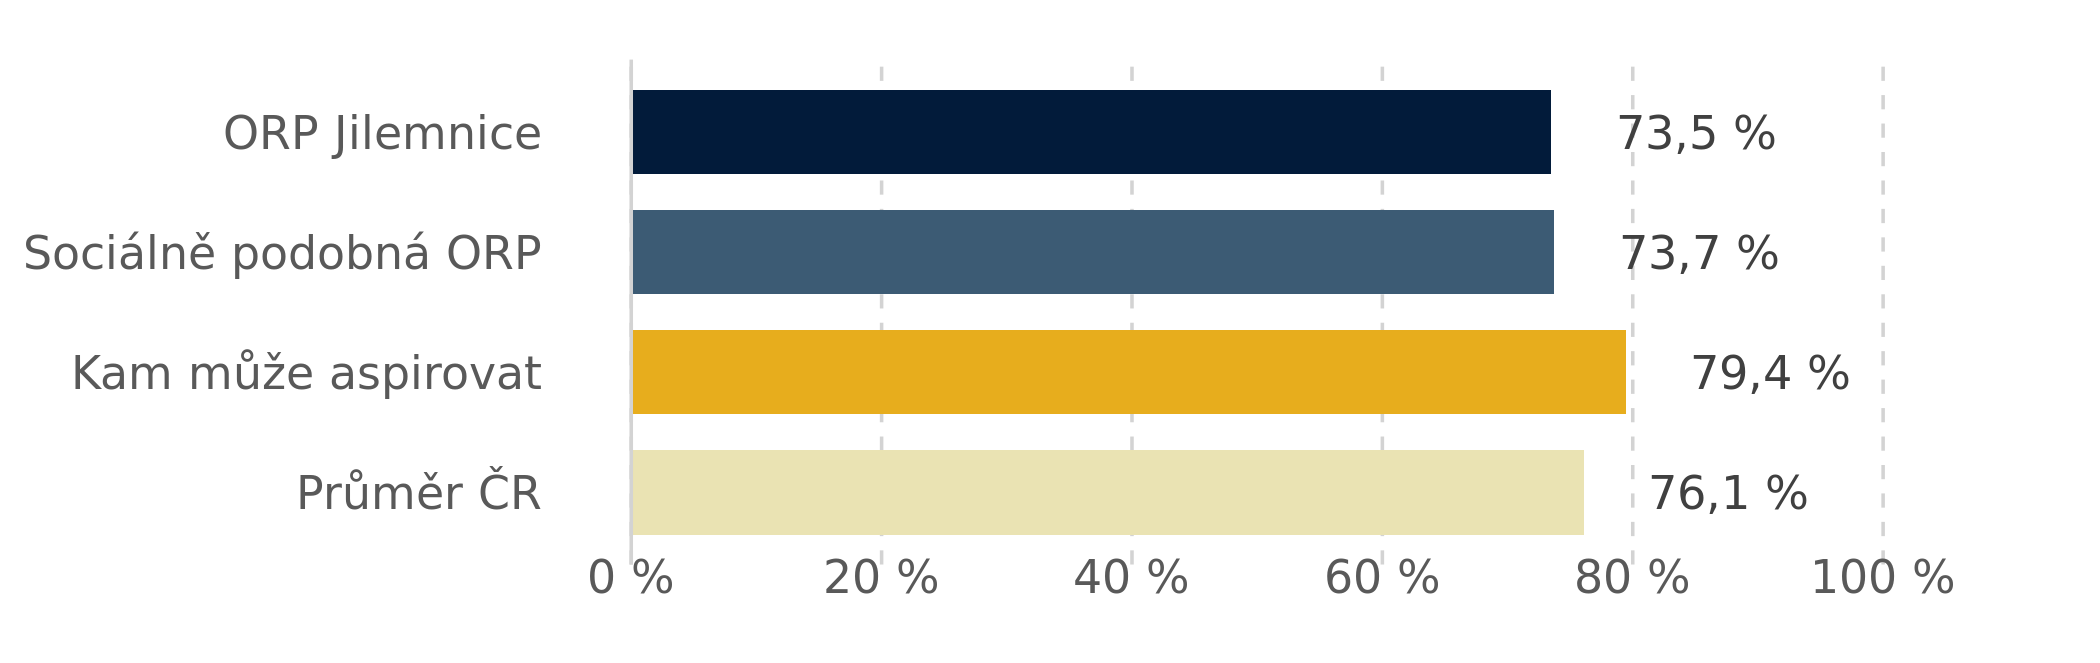 ORP Jilemnice 73,5 %
Sociálně podobná ORP 73,7 %
Kam může aspirovat 79,4 %
Průměr ČR 76,1 %
0 % 20 % 40 % 60 % 80 % 100 %